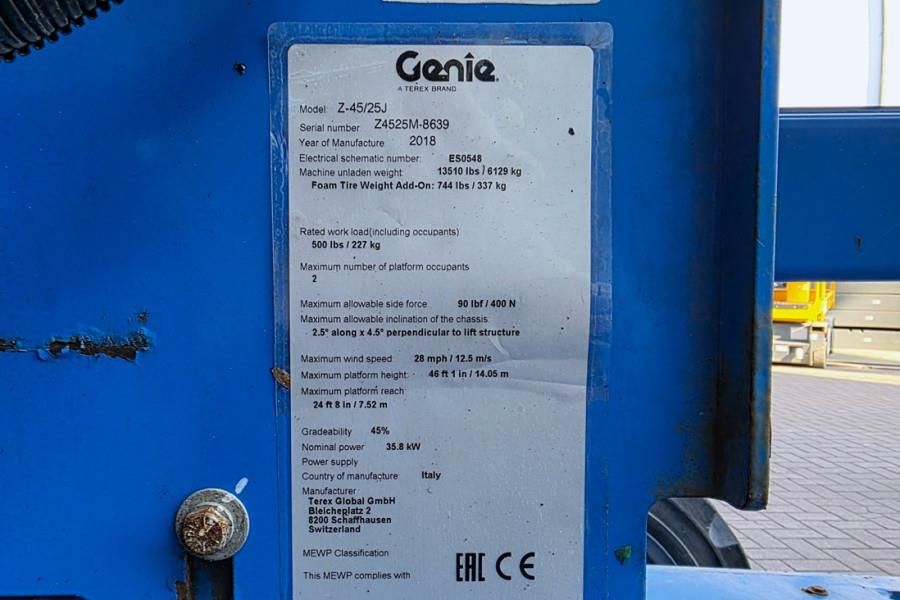 Genie.
A TEREX BRAND
Model: Z-45/25J
Serial number: Z4525M-8639
Year of Manufacture 2018
Electrical schematic number: ES0548
Machine unladen weight: 13510 lbs / 6129 kg
Foam Tire Weight Add-On: 744 lbs / 337 kg
Rated work load(including occupants)
500 lbs / 227 kg
Maximum number of platform occupants
2
Maximum allowable side force: 90 lbf / 400 N
Maximum allowable inclination of the chassis:
2.5° along x 4.5° perpendicular to lift structure
Maximum wind speed 28 mph / 12.5 m/s
Maximum platform height: 46 ft 1 in / 14.05 m
Maximum platform reach:
24 ft 8 in / 7.52 m
Gradeability 45%
Nominal power 35.8 kW
Power supply
Country of manufacture: Italy
Manufacturer:
Terex Global GmbH
Bleicheplatz 2
8200 Schaffhausen
Switzerland
MEWP Classification
EAC CE
This MEWP complies with